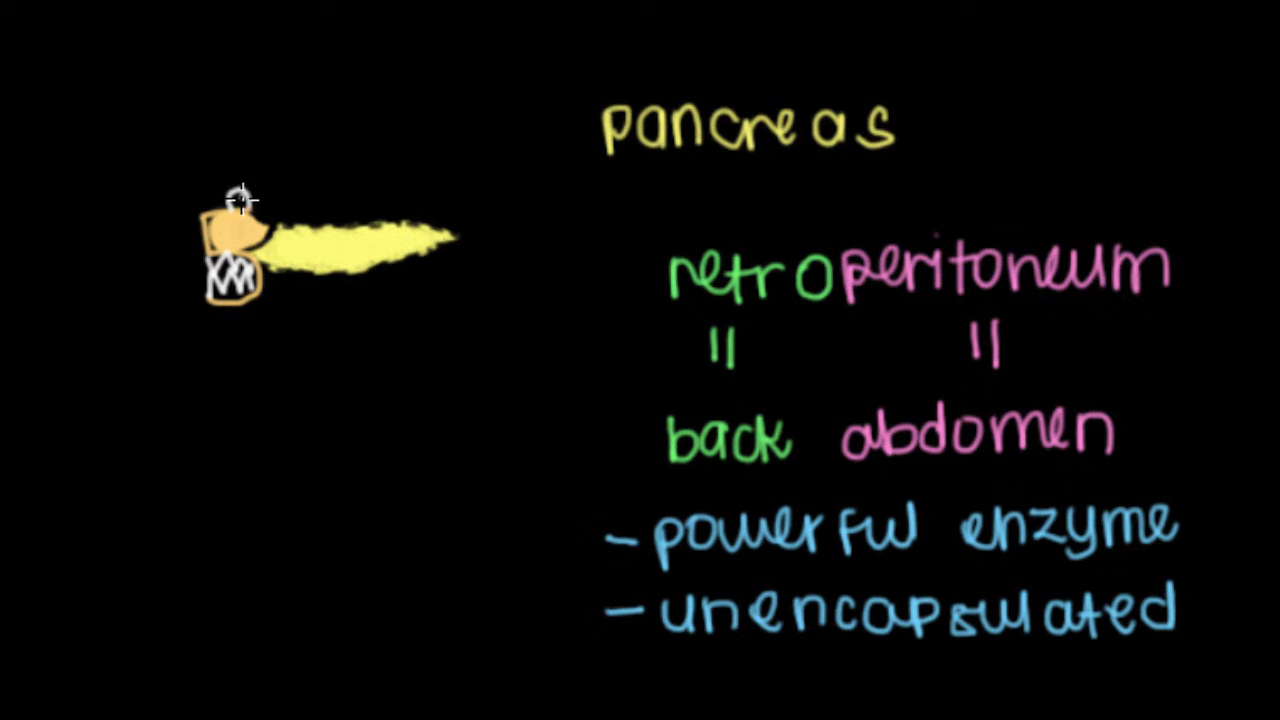 pancreas
retroperitoneum
= =
back abdomen
- powerful enzyme
- unencapsulated